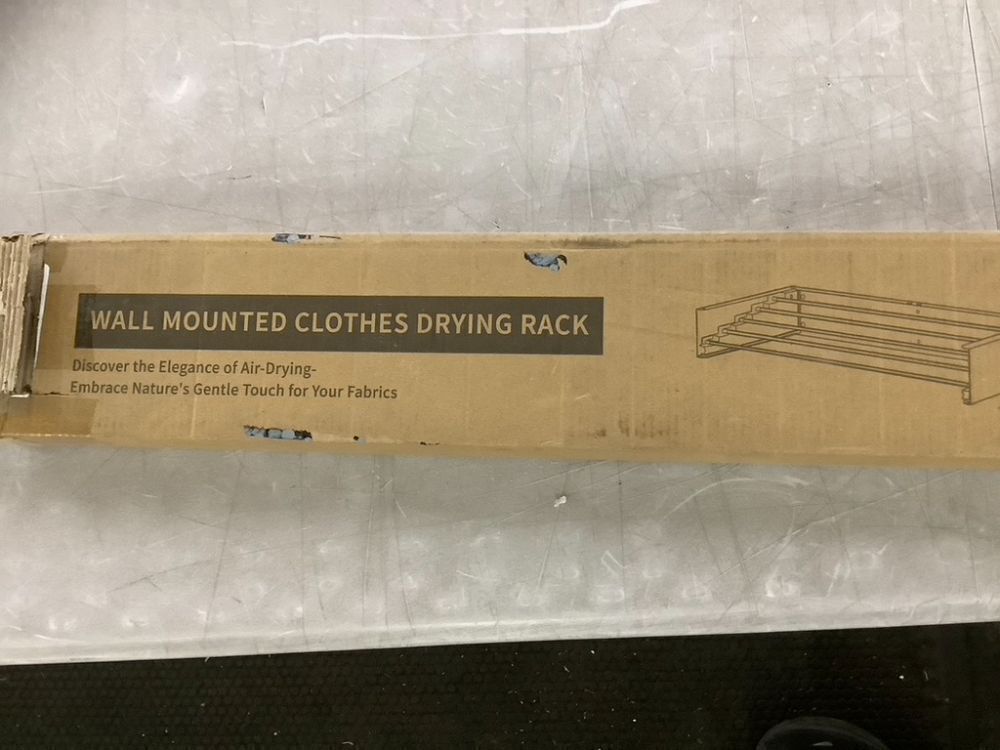 WALL MOUNTED CLOTHES DRYING RACK
Discover the Elegance of Air-Drying-
Embrace Nature's Gentle Touch for Your Fabrics